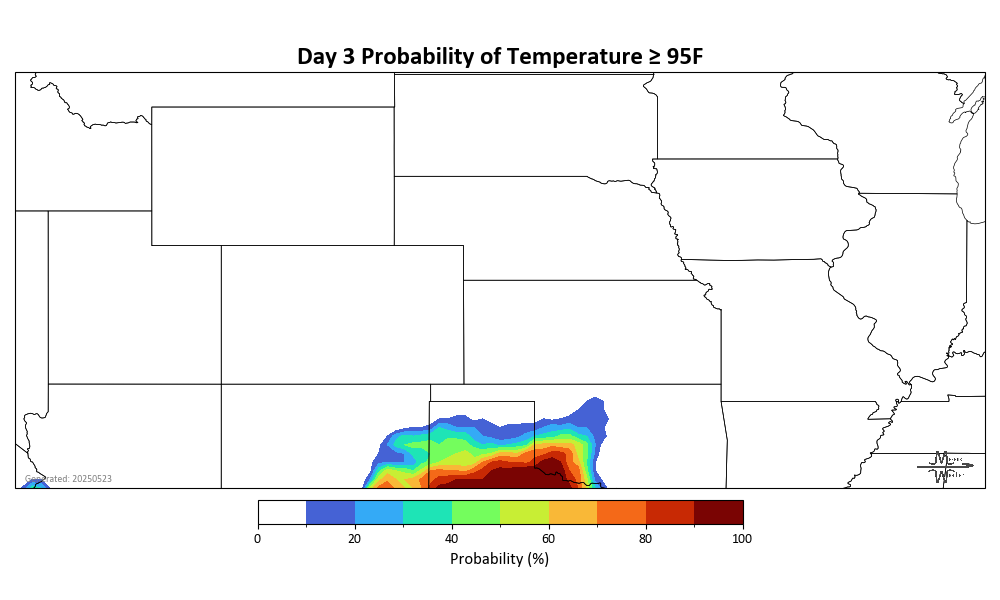 Day 3 Probability of Temperature ≥ 95F
Generated: 20250523
0 20 40 60 80 100
Probability (%)